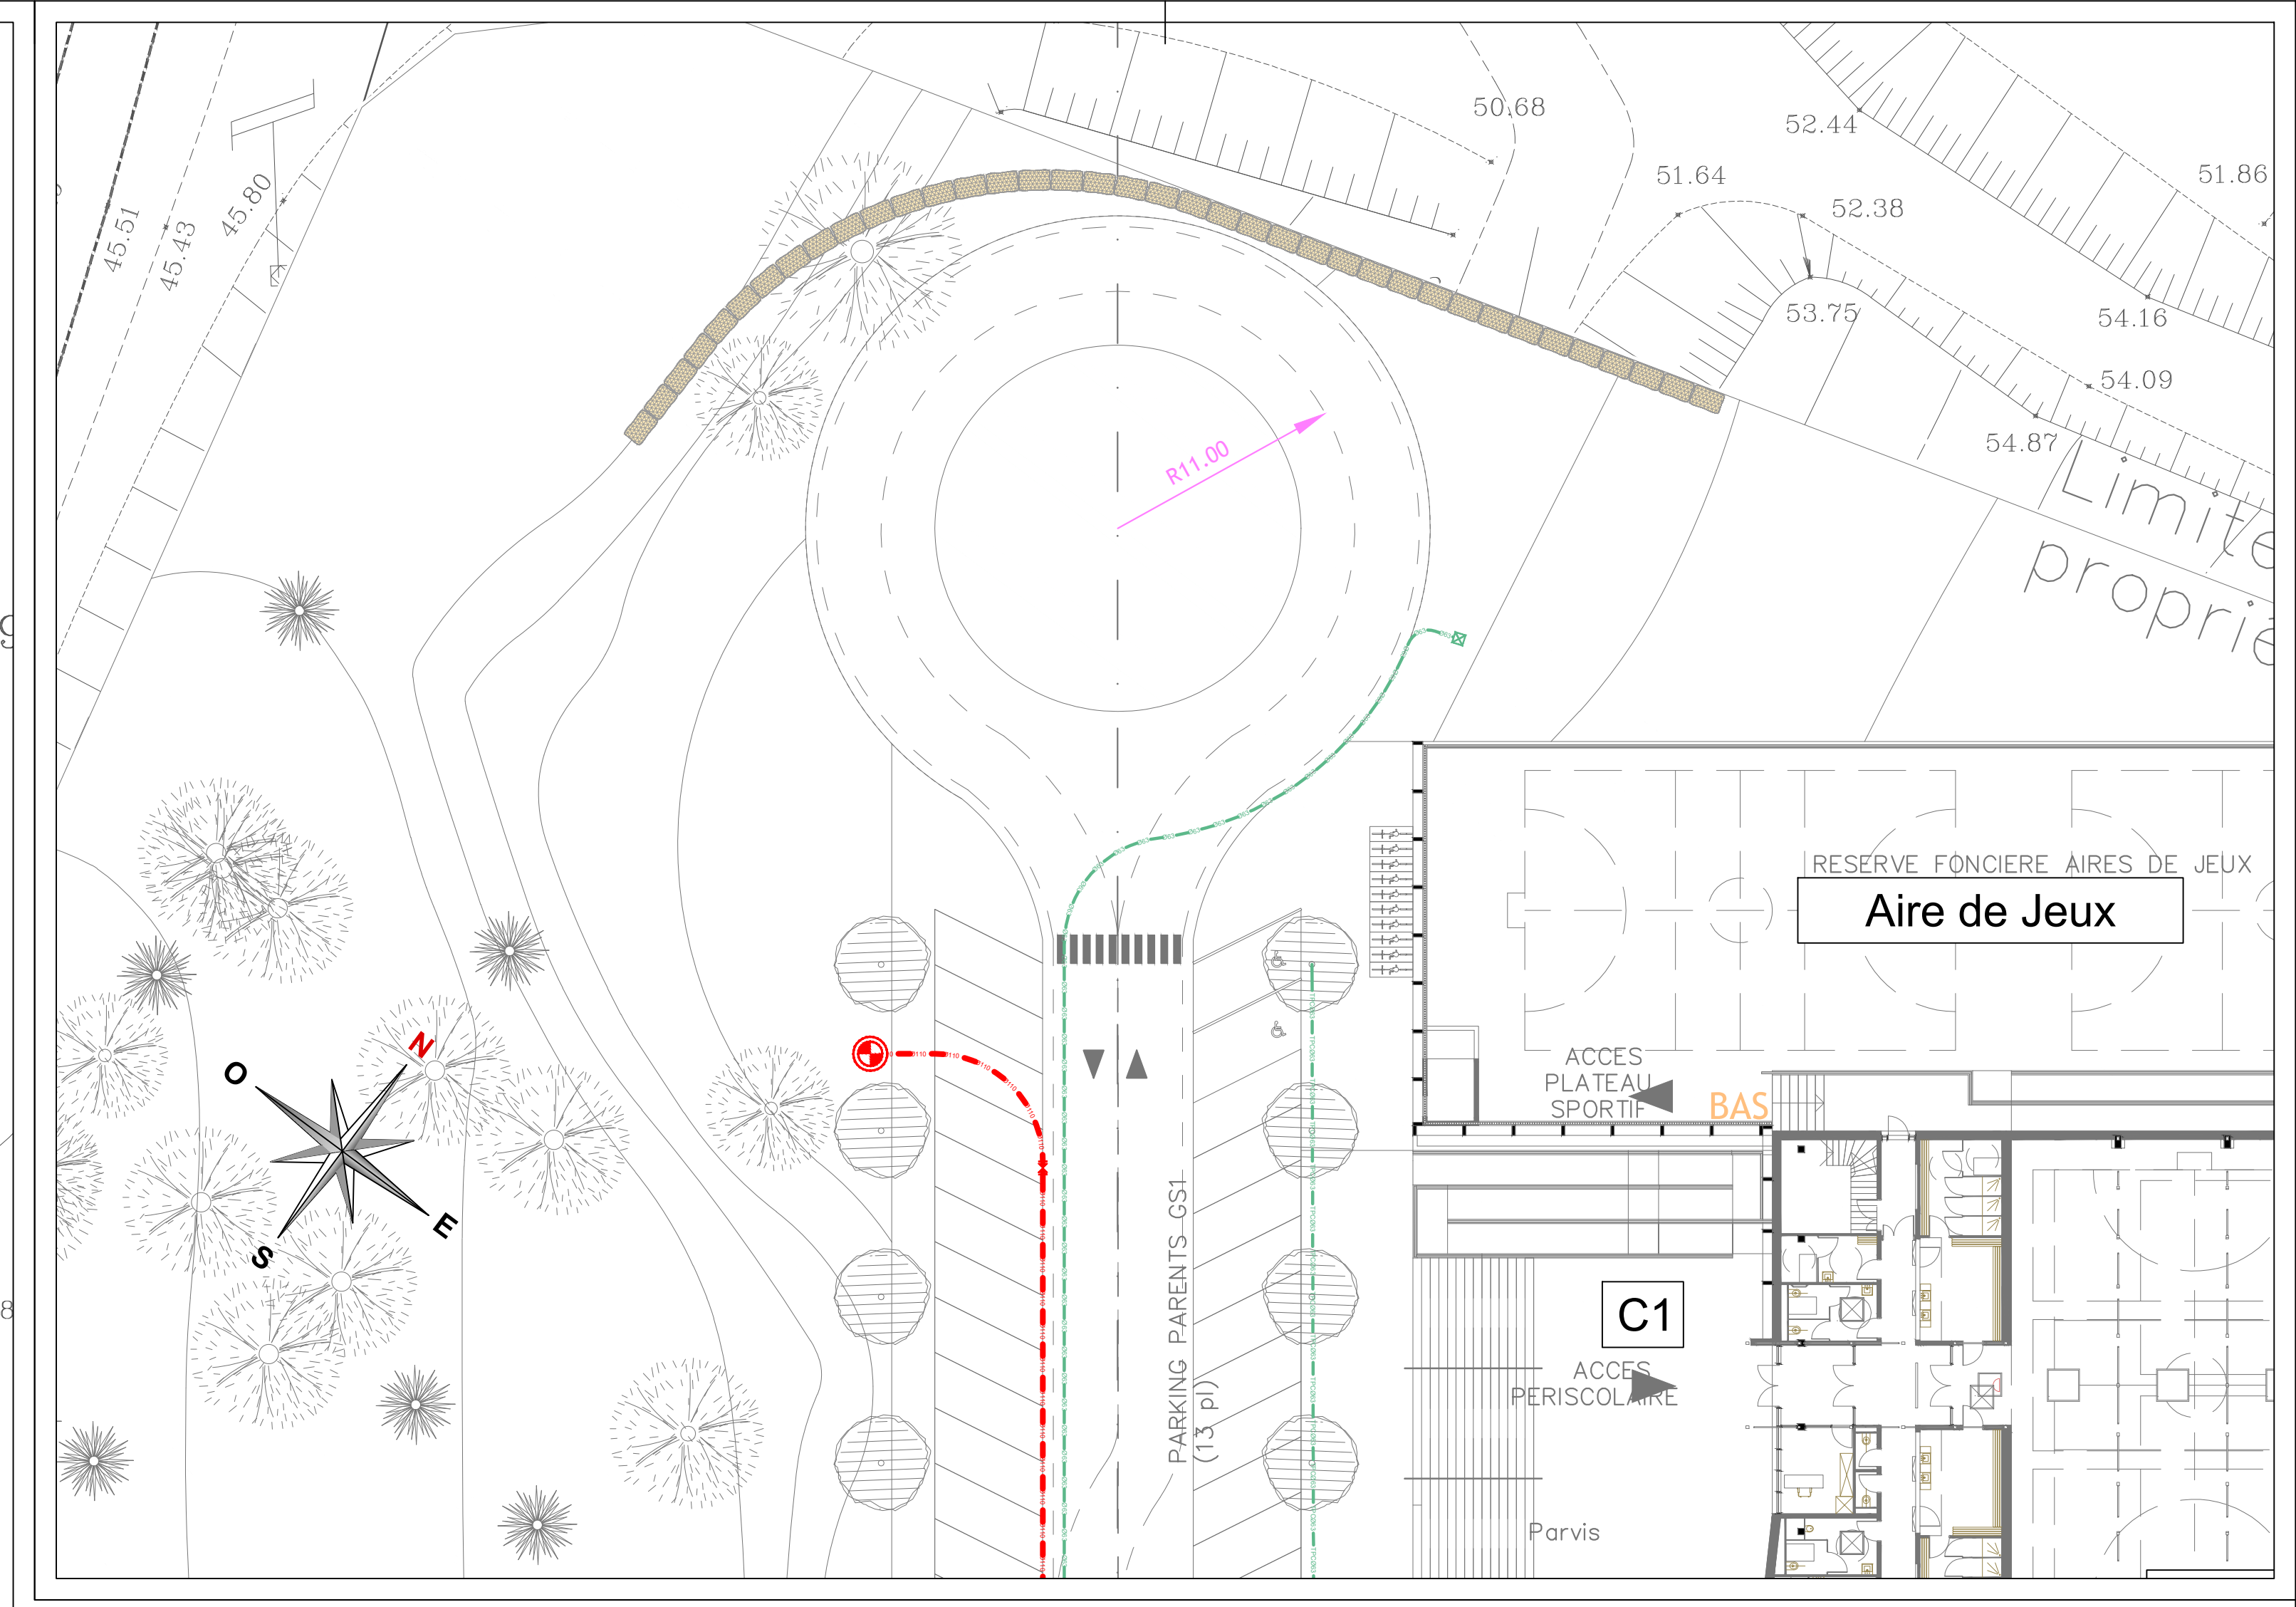 50.68
52.44
51.64
51.86
52.38
45.80
45.51
45.43
53.75
54.16
54.09
54.87
R11.00
Limite
proprié
9
RESERVE FONCIERE AIRES DE JEUX
Aire de Jeux
N
O
E
S
ACCES
PLATEAU
SPORTIF
BAS
PARKING PARENTS GS1
(13 pl)
C1
8
ACCES
PERISCOLAIRE
Parvis